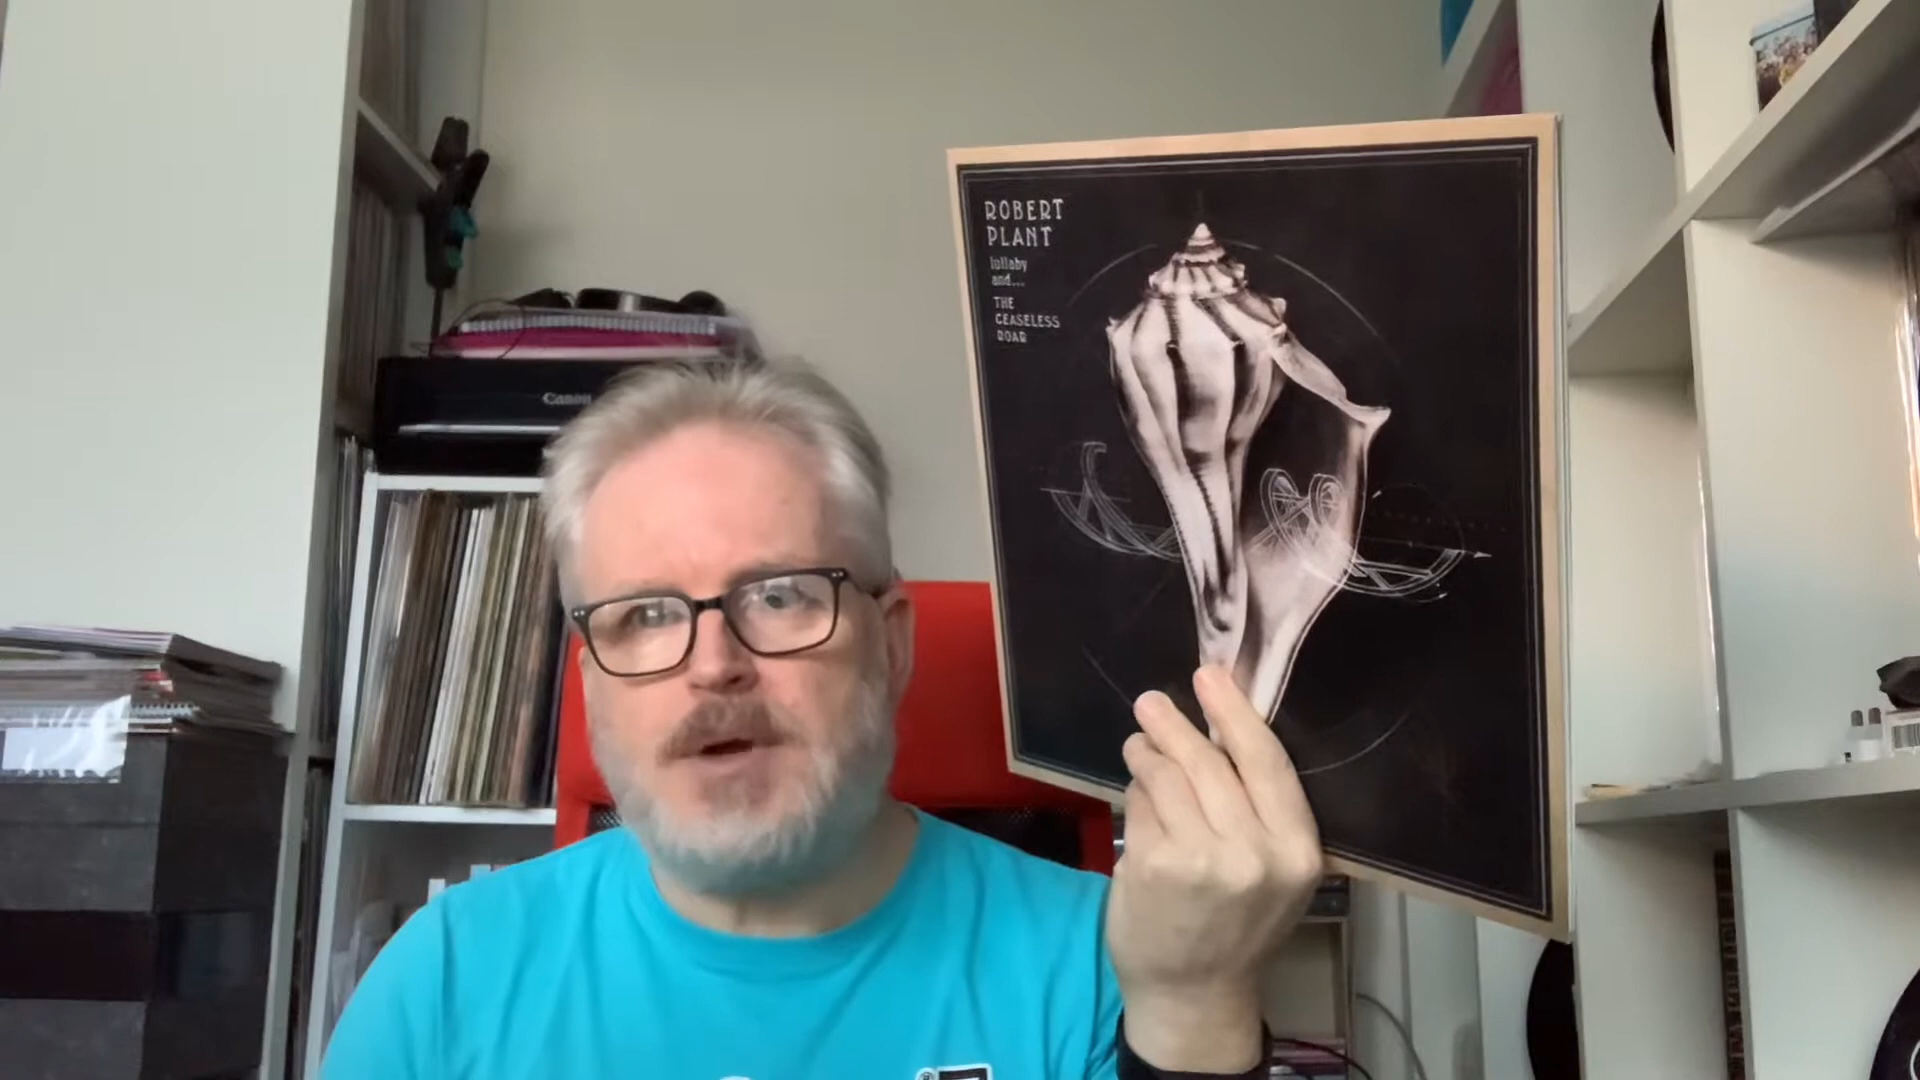 ROBERT
PLANT
lullaby
and...
THE
CEASELESS
ROAR
Canon